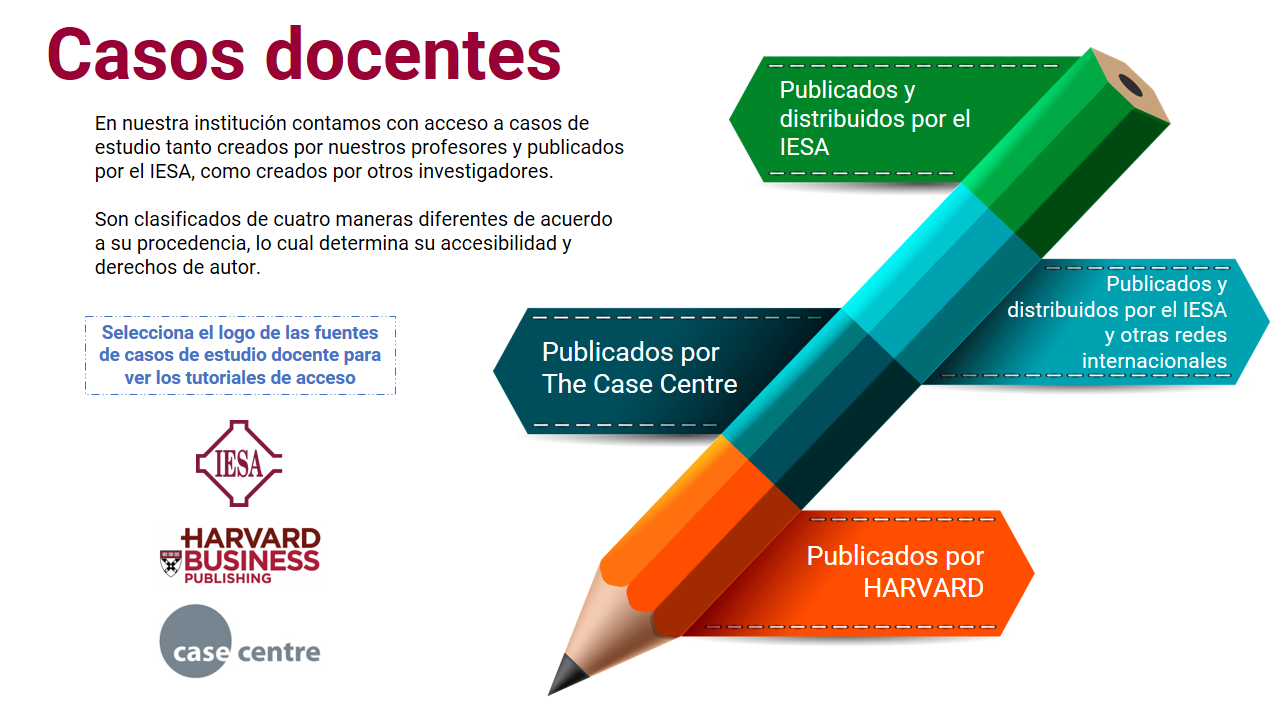 Casos docentes
En nuestra institución contamos con acceso a casos de
estudio tanto creados por nuestros profesores y publicados
por el IESA, como creados por otros investigadores.
Son clasificados de cuatro maneras diferentes de acuerdo
a su procedencia, lo cual determina su accesibilidad y
derechos de autor.
Selecciona el logo de las fuentes
de casos de estudio docente para
ver los tutoriales de acceso
IESA
HARVARD
BUSINESS
PUBLISHING
case centre
Publicados y
distribuidos por el
IESA
Publicados y
distribuidos por el IESA
y otras redes
internacionales
Publicados por
The Case Centre
Publicados por
HARVARD